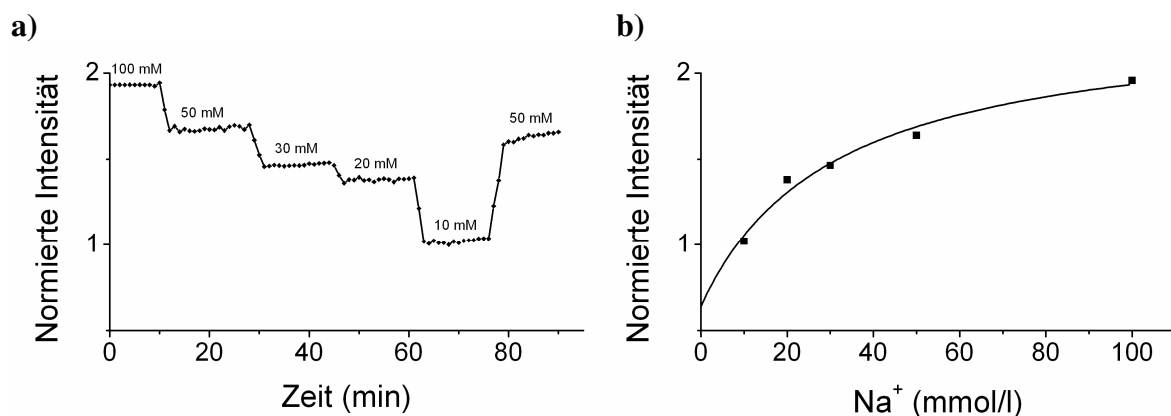 a)
2
1
Normierte Intensität
100 mM
50 mM
30 mM
20 mM
10 mM
50 mM
0 20 40 60 80
Zeit (min)
b)
2
1
Normierte Intensität
0 20 40 60 80 100
Na⁺ (mmol/l)